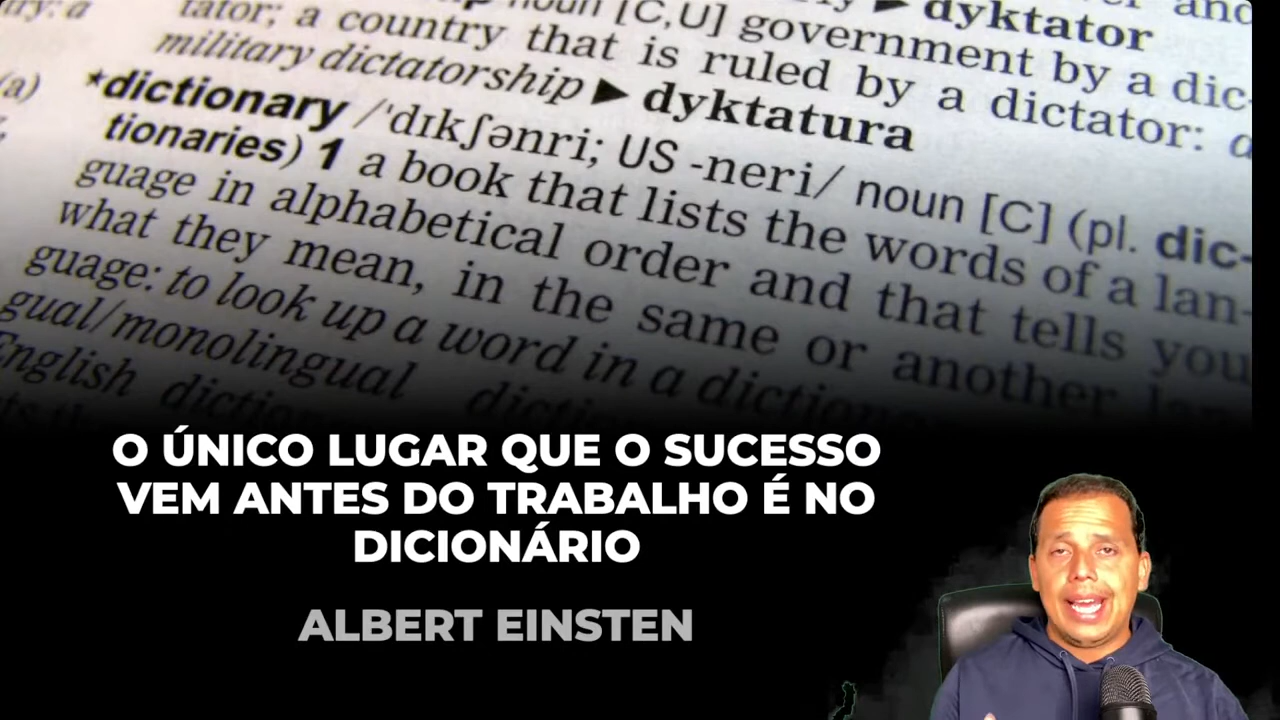 tator; a country that is ruled by a dictator: a
noun [C,U] government by a dic-
military dictatorship ▶ dyktatura
▶ dyktator
*dictionary /ˈdɪkʃənri; US -neri/ noun [C] (pl. dic-
tionaries) 1 a book that lists the words of a lan-
guage in alphabetical order and that tells you
what they mean, in the same or another lan-
guage: to look up a word in a dictionary
gual/monolingual
English
O ÚNICO LUGAR QUE O SUCESSO
VEM ANTES DO TRABALHO É NO
DICIONÁRIO
ALBERT EINSTEN